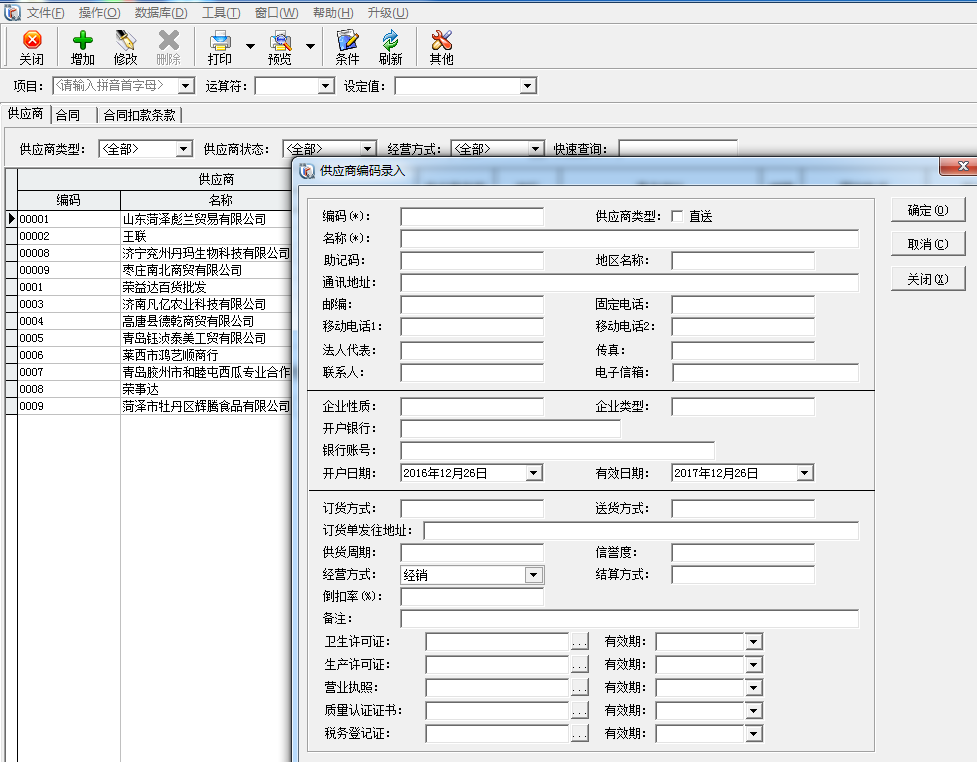 文件(F) 操作(O) 数据库(D) 工具(T) 窗口(W) 帮助(H) 升级(U)
关闭 增加 修改 删除 打印 预览 条件 刷新 其他
项目: <请输入拼音首字母> 运算符: 设定值:
供应商 合同 合同扣款条款
供应商类型: <全部> 供应商状态: <全部> 经营方式: <全部> 快速查询:
供应商
编码 名称
00001 山东菏泽彪兰贸易有限公司
00002 王联
00008 济宁兖州丹玛生物科技有限公司
00009 枣庄南北商贸有限公司
0001 荣益达百货批发
0003 济南凡亿农业科技有限公司
0004 高唐县德乾商贸有限公司
0005 青岛钰浈泰美工贸有限公司
0006 莱西市鸿艺顺商行
0007 青岛胶州市和睦屯西瓜专业合作
0008 荣事达
0009 菏泽市牡丹区辉腾食品有限公司
供应商编码录入
编码(*): 供应商类型: 直送
名称(*):
助记码: 地区名称:
通讯地址:
邮编: 固定电话:
移动电话1: 移动电话2:
法人代表: 传真:
联系人: 电子信箱:
企业性质: 企业类型:
开户银行:
银行账号:
开户日期: 2016年12月26日 有效日期: 2017年12月26日
订货方式: 送货方式:
订货单发往地址:
供货周期: 信誉度:
经营方式: 经销 结算方式:
倒扣率(%):
备注:
卫生许可证: ... 有效期:
生产许可证: ... 有效期:
营业执照: ... 有效期:
质量认证证书: ... 有效期:
税务登记证: ... 有效期:
确定(O)
取消(C)
关闭(X)